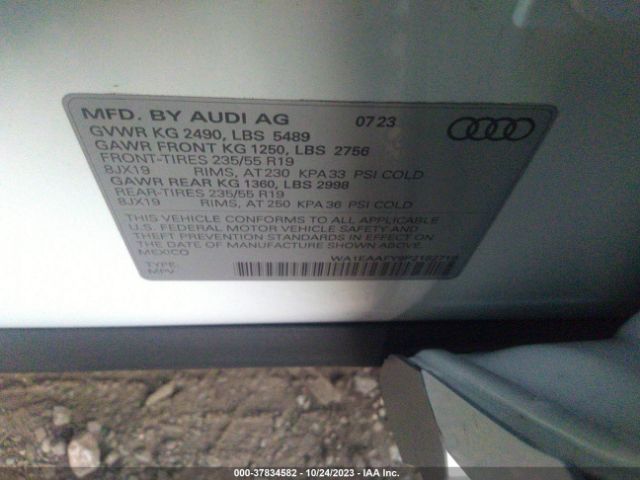 MFD. BY AUDI AG 07 23
GVWR KG 2490, LBS 5489
GAWR FRONT KG 1250, LBS 2756
FRONT-TIRES 235/55 R19
8JX19 RIMS, AT 230 KPA 33 PSI COLD
GAWR REAR KG 1360, LBS 2998
REAR-TIRES 235/55 R19
8JX19 RIMS, AT 250 KPA 36 PSI COLD
THIS VEHICLE CONFORMS TO ALL APPLICABLE
U.S. FEDERAL MOTOR VEHICLE SAFETY AND
THEFT PREVENTION STANDARDS IN EFFECT ON THE
DATE OF MANUFACTURE SHOWN ABOVE.
MEXICO
TYPE:
MPV
000-37834582 - 10/24/2023 - IAA Inc.